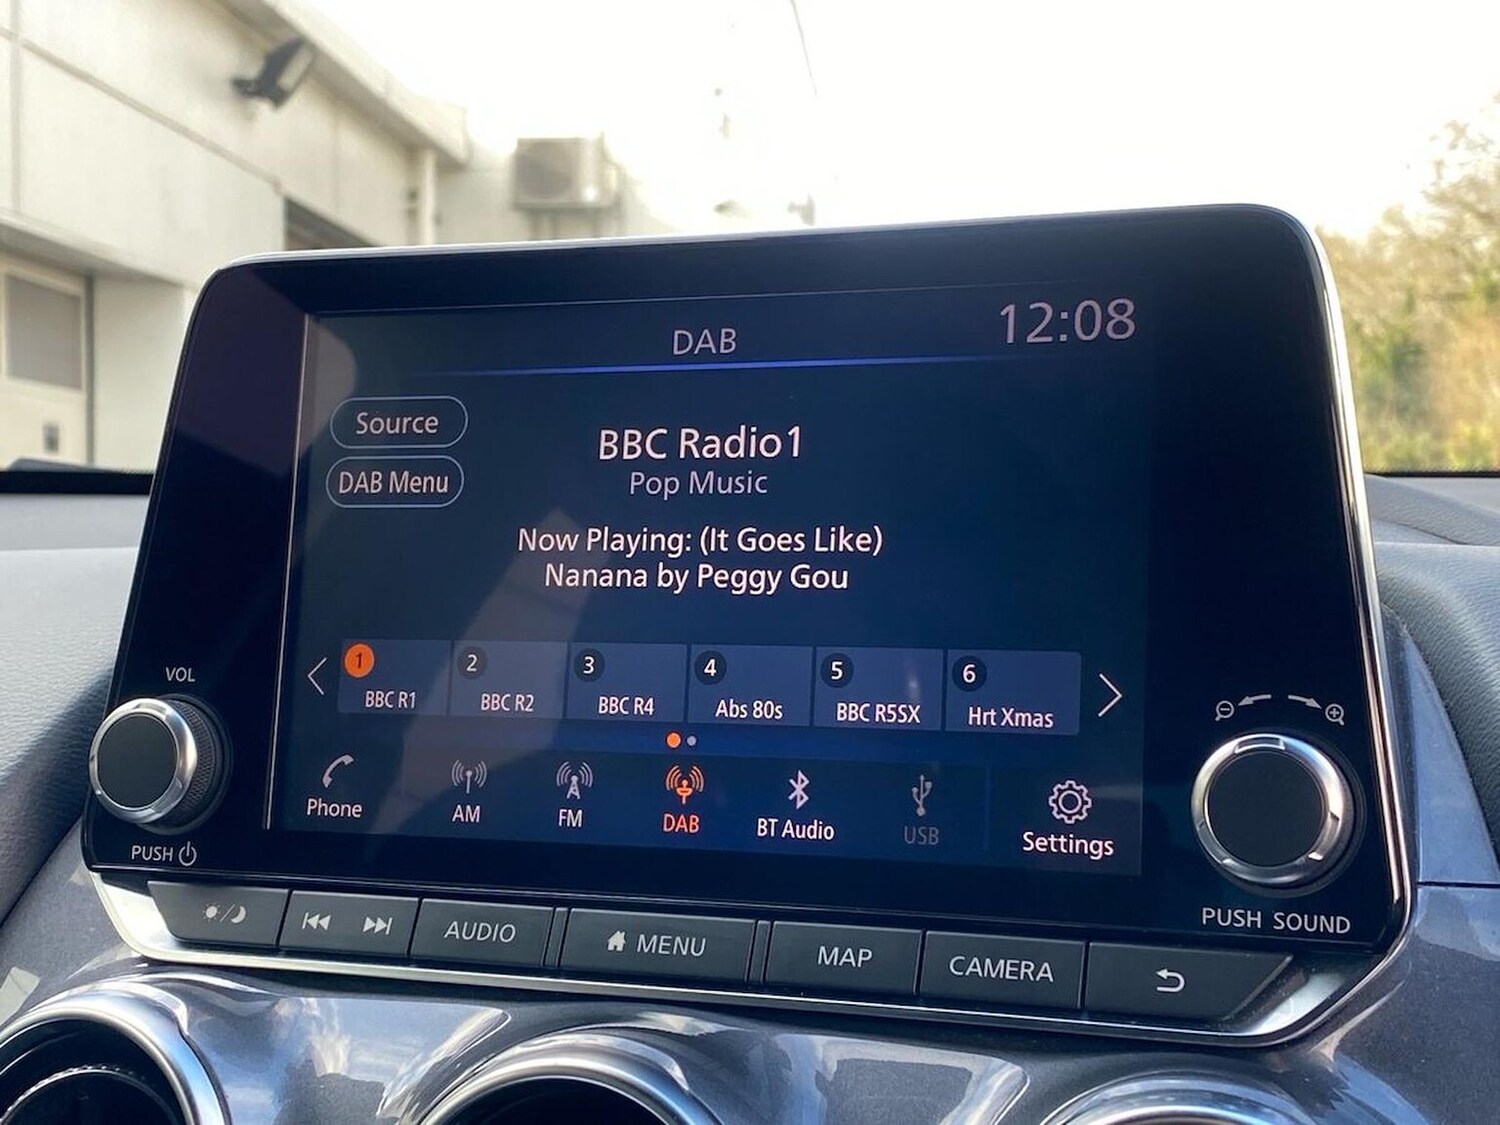 DAB
12:08
Source
DAB Menu
BBC Radio1
Pop Music
Now Playing: (It Goes Like)
Nanana by Peggy Gou
1
BBC R1
2
BBC R2
3
BBC R4
4
Abs 80s
5
BBC R5SX
6
Hrt Xmas
Phone
AM
FM
DAB
BT Audio
USB
Settings
VOL
PUSH
PUSH SOUND
AUDIO
MENU
MAP
CAMERA